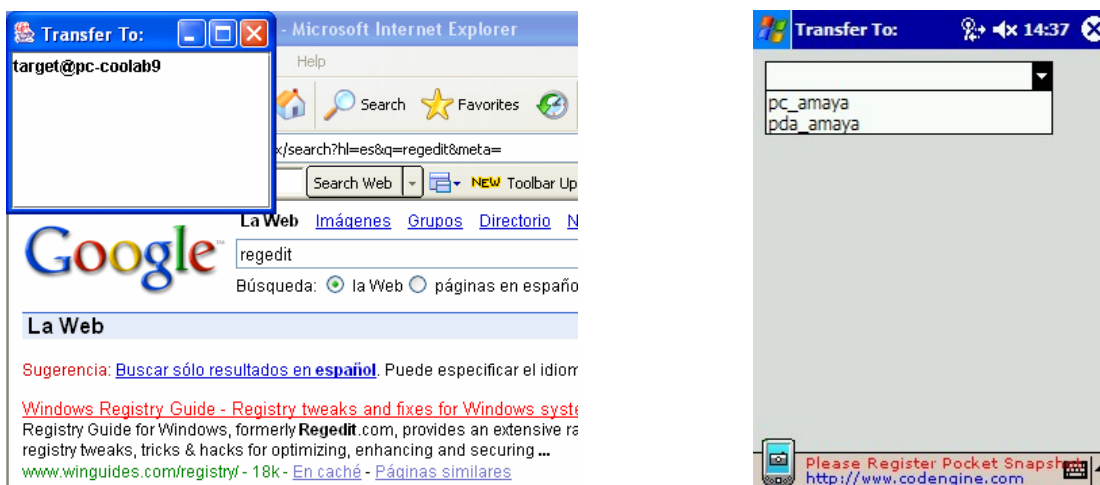 Transfer To:
- Microsoft Internet Explorer
target@pc-coolab9
Help
Search Favorites
x/search?hl=es&q=regedit&meta=
Search Web NEW Toolbar Up
Google™
La Web Imágenes Grupos Directorio N
regedit
Búsqueda: la Web páginas en españo
La Web
Sugerencia: Buscar sólo resultados en español. Puede especificar el idiom
Windows Registry Guide - Registry tweaks and fixes for Windows syste
Registry Guide for Windows, formerly Regedit.com, provides an extensive ra
registry tweaks, tricks & hacks for optimizing, enhancing and securing ...
www.winguides.com/registry/ - 18k - En caché - Páginas similares
Transfer To: 14:37
pc_amaya
pda_amaya
Please Register Pocket Snapsh
http://www.codengine.com